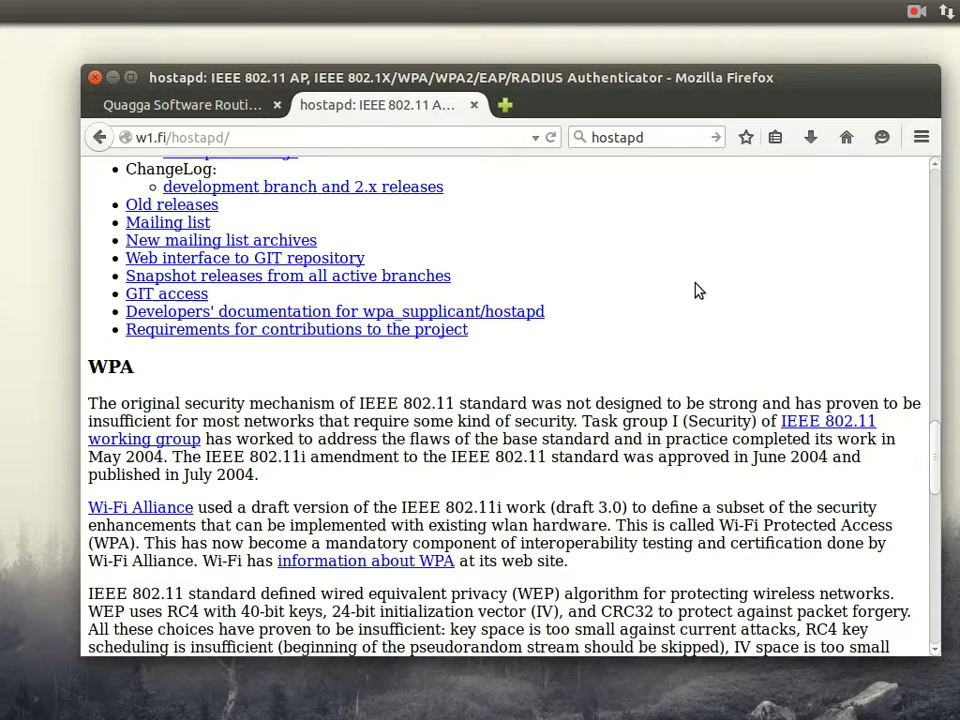 hostapd: IEEE 802.11 AP, IEEE 802.1X/WPA/WPA2/EAP/RADIUS Authenticator - Mozilla Firefox
Quagga Software Routi... hostapd: IEEE 802.11 A...
w1.fi/hostapd/ hostapd
ChangeLog:
development branch and 2.x releases
Old releases
Mailing list
New mailing list archives
Web interface to GIT repository
Snapshot releases from all active branches
GIT access
Developers' documentation for wpa_supplicant/hostapd
Requirements for contributions to the project
WPA
The original security mechanism of IEEE 802.11 standard was not designed to be strong and has proven to be
insufficient for most networks that require some kind of security. Task group I (Security) of IEEE 802.11
working group has worked to address the flaws of the base standard and in practice completed its work in
May 2004. The IEEE 802.11i amendment to the IEEE 802.11 standard was approved in June 2004 and
published in July 2004.
Wi-Fi Alliance used a draft version of the IEEE 802.11i work (draft 3.0) to define a subset of the security
enhancements that can be implemented with existing wlan hardware. This is called Wi-Fi Protected Access
(WPA). This has now become a mandatory component of interoperability testing and certification done by
Wi-Fi Alliance. Wi-Fi has information about WPA at its web site.
IEEE 802.11 standard defined wired equivalent privacy (WEP) algorithm for protecting wireless networks.
WEP uses RC4 with 40-bit keys, 24-bit initialization vector (IV), and CRC32 to protect against packet forgery.
All these choices have proven to be insufficient: key space is too small against current attacks, RC4 key
scheduling is insufficient (beginning of the pseudorandom stream should be skipped), IV space is too small